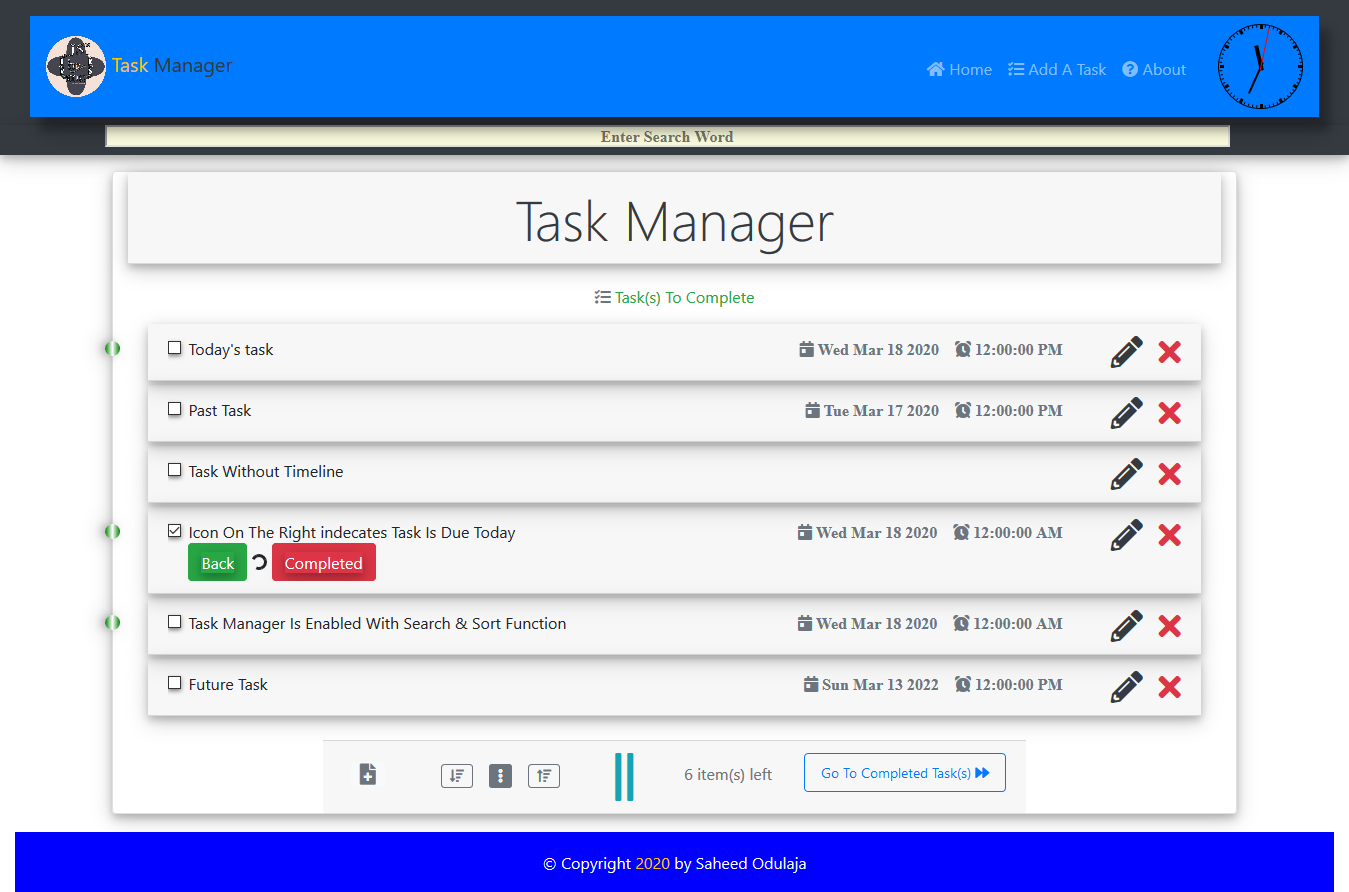 Task Manager
Home Add A Task About
Enter Search Word
Task Manager
Task(s) To Complete
Today's task Wed Mar 18 2020 12:00:00 PM
Past Task Tue Mar 17 2020 12:00:00 PM
Task Without Timeline
Icon On The Right indecates Task Is Due Today Wed Mar 18 2020 12:00:00 AM
Back Completed
Task Manager Is Enabled With Search & Sort Function Wed Mar 18 2020 12:00:00 AM
Future Task Sun Mar 13 2022 12:00:00 PM
6 item(s) left Go To Completed Task(s)
© Copyright 2020 by Saheed Odulaja